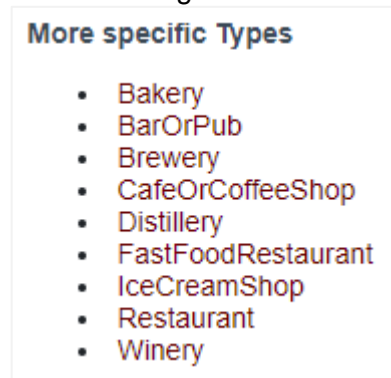 More specific Types
• Bakery
• BarOrPub
• Brewery
• CafeOrCoffeeShop
• Distillery
• FastFoodRestaurant
• IceCreamShop
• Restaurant
• Winery